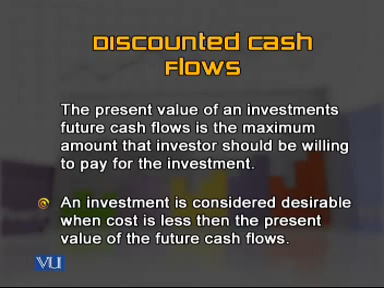 Discounted Cash
Flows
The present value of an investments
future cash flows is the maximum
amount that investor should be willing
to pay for the investment.
An investment is considered desirable
when cost is less then the present
value of the future cash flows.
VU